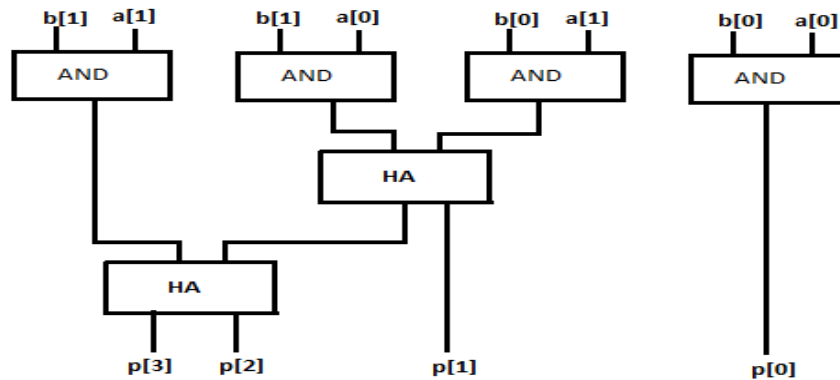 b[1] a[1] b[1] a[0] b[0] a[1] b[0] a[0]
AND AND AND AND
HA
HA
p[3] p[2] p[1] p[0]